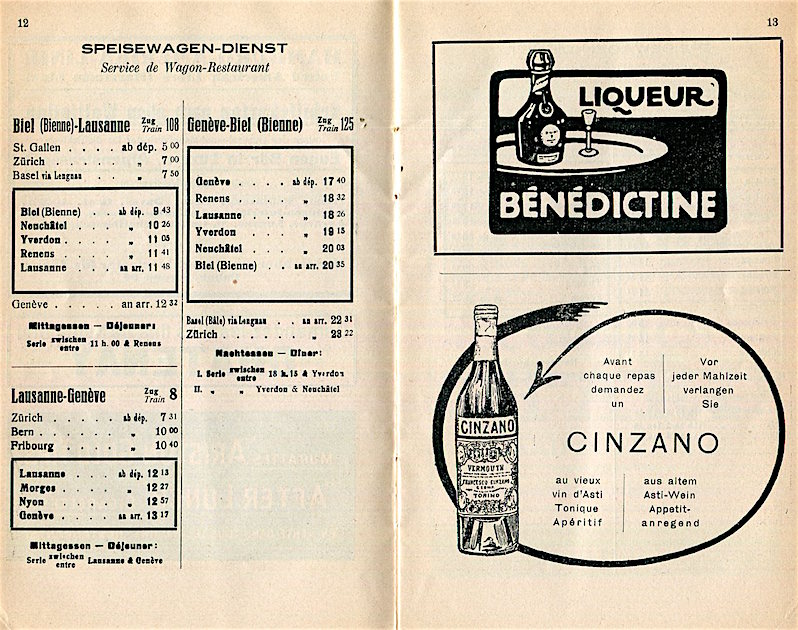 12
SPEISEWAGEN-DIENST
Service de Wagon-Restaurant
Biel (Bienne)-Lausanne Zug Train 108
St. Gallen . . . . ab dép. 5 00
Zürich . . . . . „ 7 00
Basel via Lengnau . . „ 7 50
Biel (Bienne) . . ab dép. 9 43
Neuchâtel . . . . „ 10 26
Yverdon . . . . „ 11 05
Renens . . . . „ 11 41
Lausanne . . . an arr. 11 48
Genève . . . . . an arr. 12 32
Mittagessen — Déjeuner:
Serie zwischen entre 11 h. 00 & Renens
Lausanne-Genève Zug Train 8
Zürich . . . . . ab dép. 7 31
Bern . . . . . „ 10 00
Fribourg . . . . „ 10 40
Lausanne . . . ab dép. 12 13
Morges . . . . „ 12 27
Nyon . . . . „ 12 57
Genève . . . . an arr. 13 17
Mittagessen — Déjeuner:
Serie zwischen entre Lausanne & Genève
Genève-Biel (Bienne) Zug Train 125
Genève . . . . ab dép. 17 40
Renens . . . . „ 18 32
Lausanne . . . . „ 18 26
Yverdon . . . . „ 19 15
Neuchâtel . . . . „ 20 03
Biel (Bienne) . . an arr. 20 35
Basel (Bâle) via Lengnau . . an arr. 22 31
Zürich . . . . . „ 23 22
Nachtessen — Dîner:
I. Serie zwischen entre 18 h. 15 & Yverdon
II. „ „ Yverdon & Neuchâtel
13
LIQUEUR
BÉNÉDICTINE
Avant
chaque repas
demandez
un
Vor
jeder Mahlzeit
verlangen
Sie
CINZANO
au vieux
vin d'Asti
Tonique
Apéritif
aus altem
Asti-Wein
Appetit-
anregend
CINZANO
VERMOUTH
FRANCESCO CINZANO
TORINO